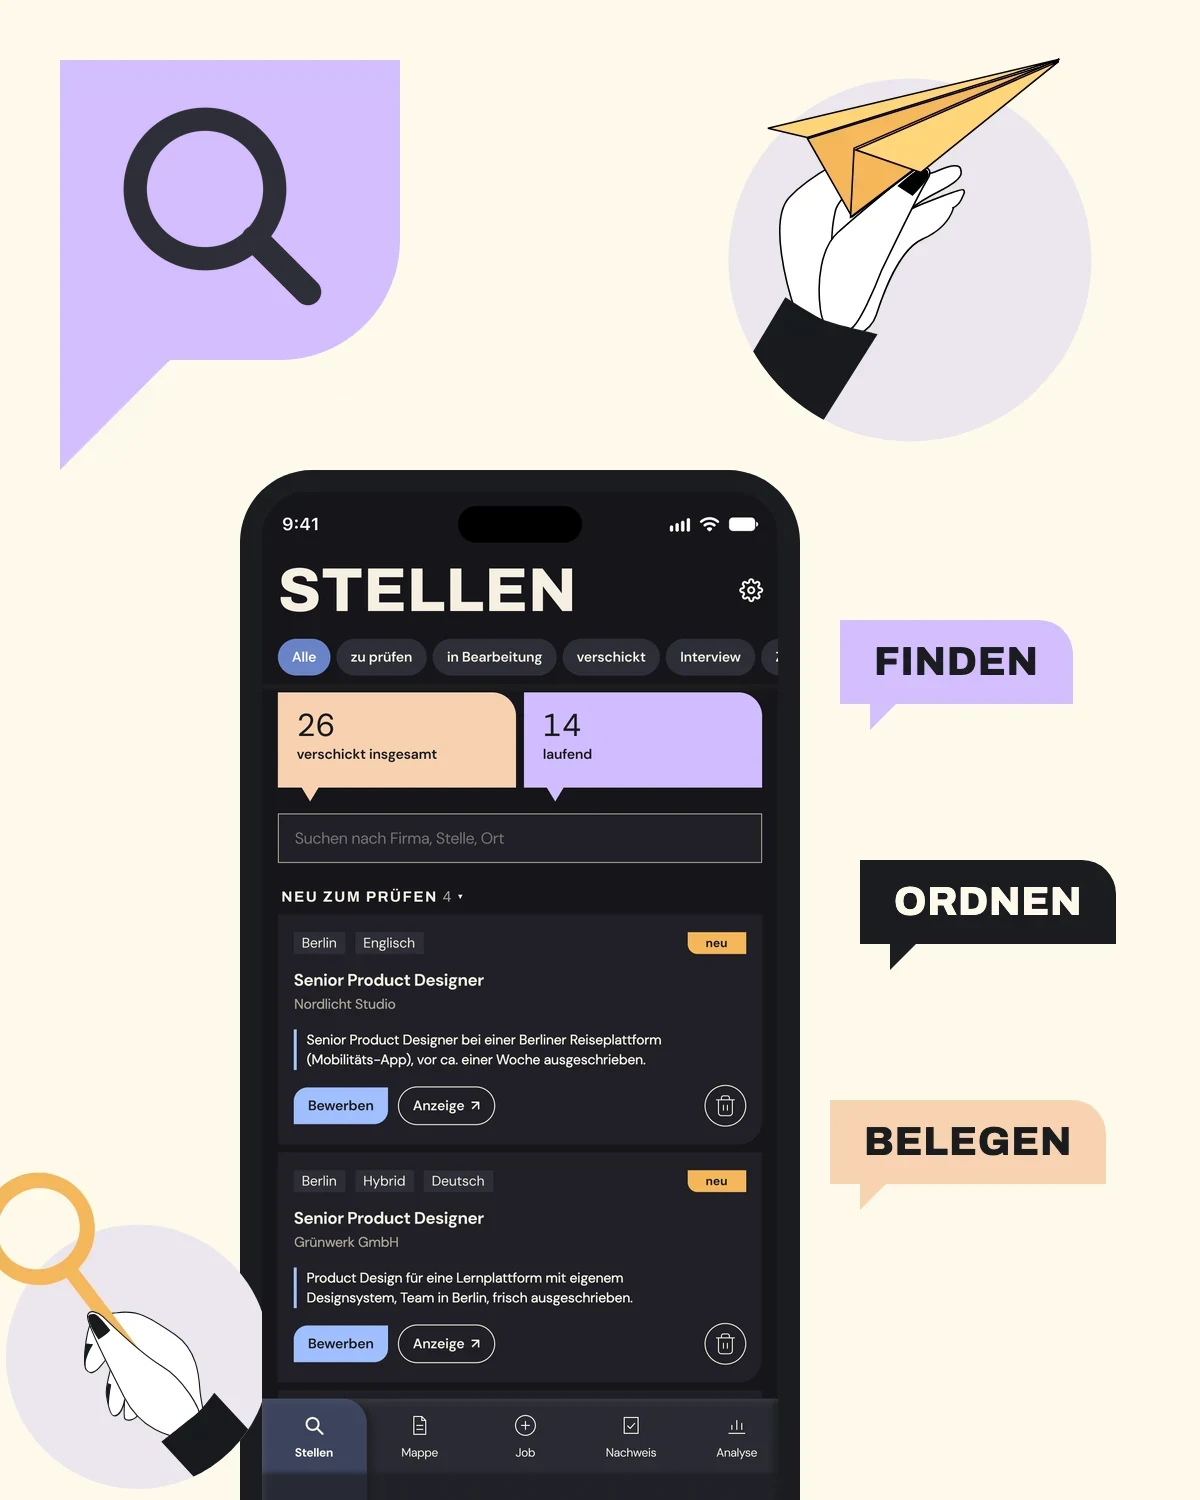 9:41
STELLEN
Alle
zu prüfen
in Bearbeitung
verschickt
Interview
26
verschickt insgesamt
14
laufend
Suchen nach Firma, Stelle, Ort
NEU ZUM PRÜFEN 4
Berlin
Englisch
neu
Senior Product Designer
Nordlicht Studio
Senior Product Designer bei einer Berliner Reiseplattform
(Mobilitäts-App), vor ca. einer Woche ausgeschrieben.
Bewerben
Anzeige
Berlin
Hybrid
Deutsch
neu
Senior Product Designer
Grünwerk GmbH
Product Design für eine Lernplattform mit eigenem
Designsystem, Team in Berlin, frisch ausgeschrieben.
Bewerben
Anzeige
Stellen
Mappe
Job
Nachweis
Analyse
FINDEN
ORDNEN
BELEGEN